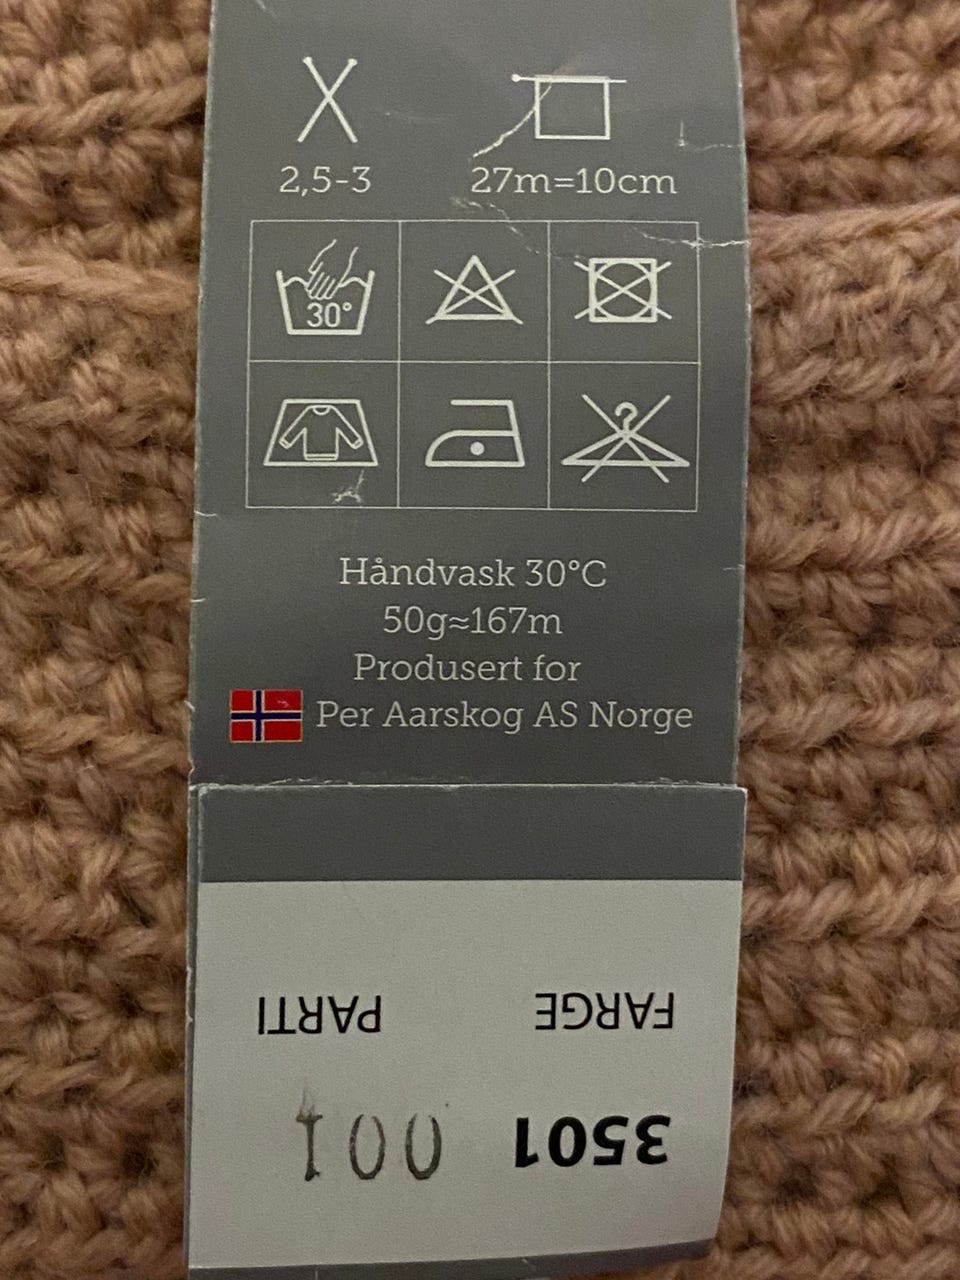 2,5-3
27m=10cm
30°
Håndvask 30°C
50g≈167m
Produsert for
Per Aarskog AS Norge
FARGE PARTI
3501 001